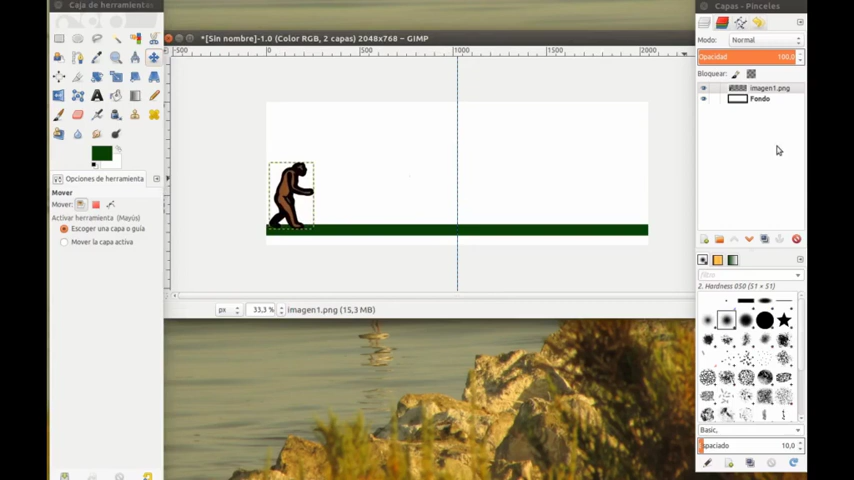 Caja de herramientas
*[Sin nombre]-1.0 (Color RGB, 2 capas) 2048x768 – GIMP
Capas - Pinceles
-500
0
500
1000
1500
2000
Modo:
Normal
Opacidad
100,0
Bloquear:
imagen1.png
Fondo
Opciones de herramienta
Mover
Mover:
Activar herramienta (Mayús)
Escoger una capa o guía
Mover la capa activa
px
33,3 %
imagen1.png (15,3 MB)
filtro
2. Hardness 050 (51 × 51)
Basic,
spaciado
10,0